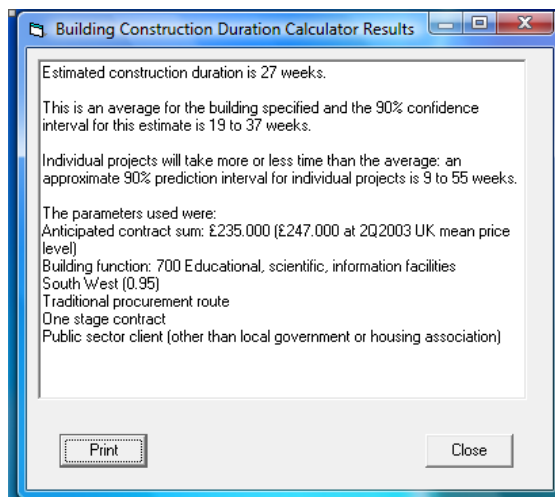 Building Construction Duration Calculator Results
Estimated construction duration is 27 weeks.
This is an average for the building specified and the 90% confidence
interval for this estimate is 19 to 37 weeks.
Individual projects will take more or less time than the average: an
approximate 90% prediction interval for individual projects is 9 to 55 weeks.
The parameters used were:
Anticipated contract sum: £235.000 (£247.000 at 2Q2003 UK mean price
level)
Building function: 700 Educational, scientific, information facilities
South West (0.95)
Traditional procurement route
One stage contract
Public sector client (other than local government or housing association)
Print
Close